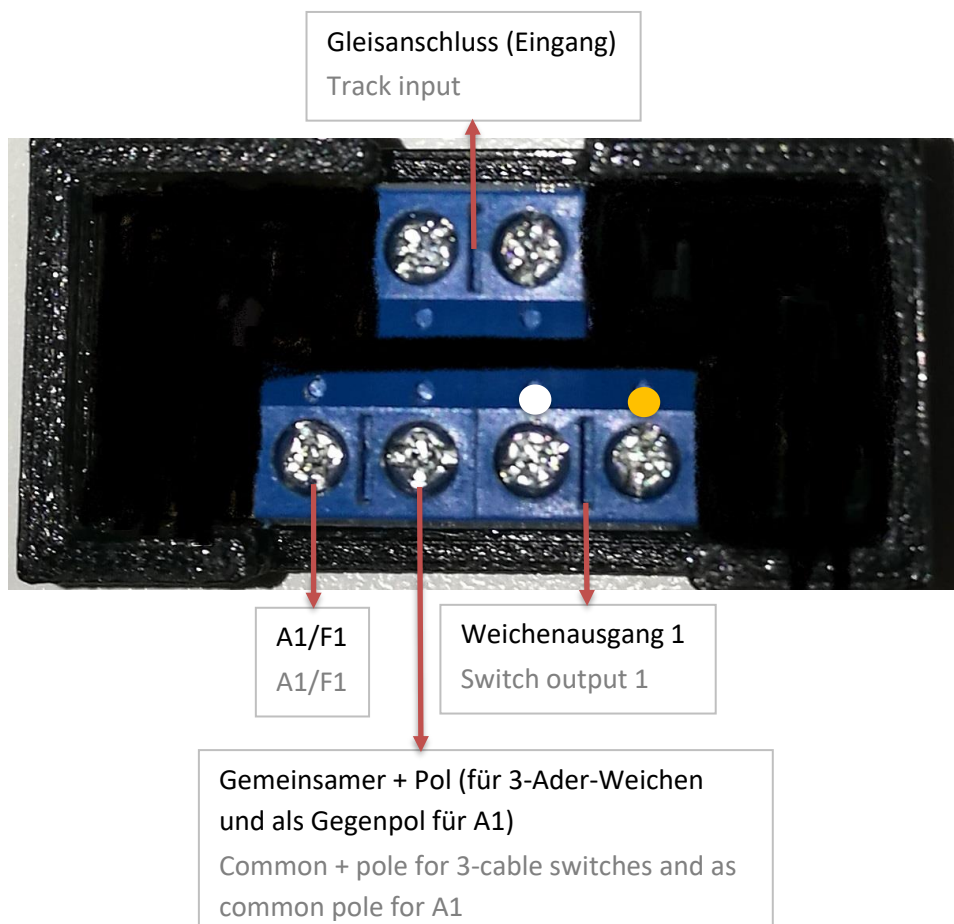 Gleisanschluss (Eingang)
Track input
A1/F1
A1/F1
Weichenausgang 1
Switch output 1
Gemeinsamer + Pol (für 3-Ader-Weichen
und als Gegenpol für A1)
Common + pole for 3-cable switches and as
common pole for A1